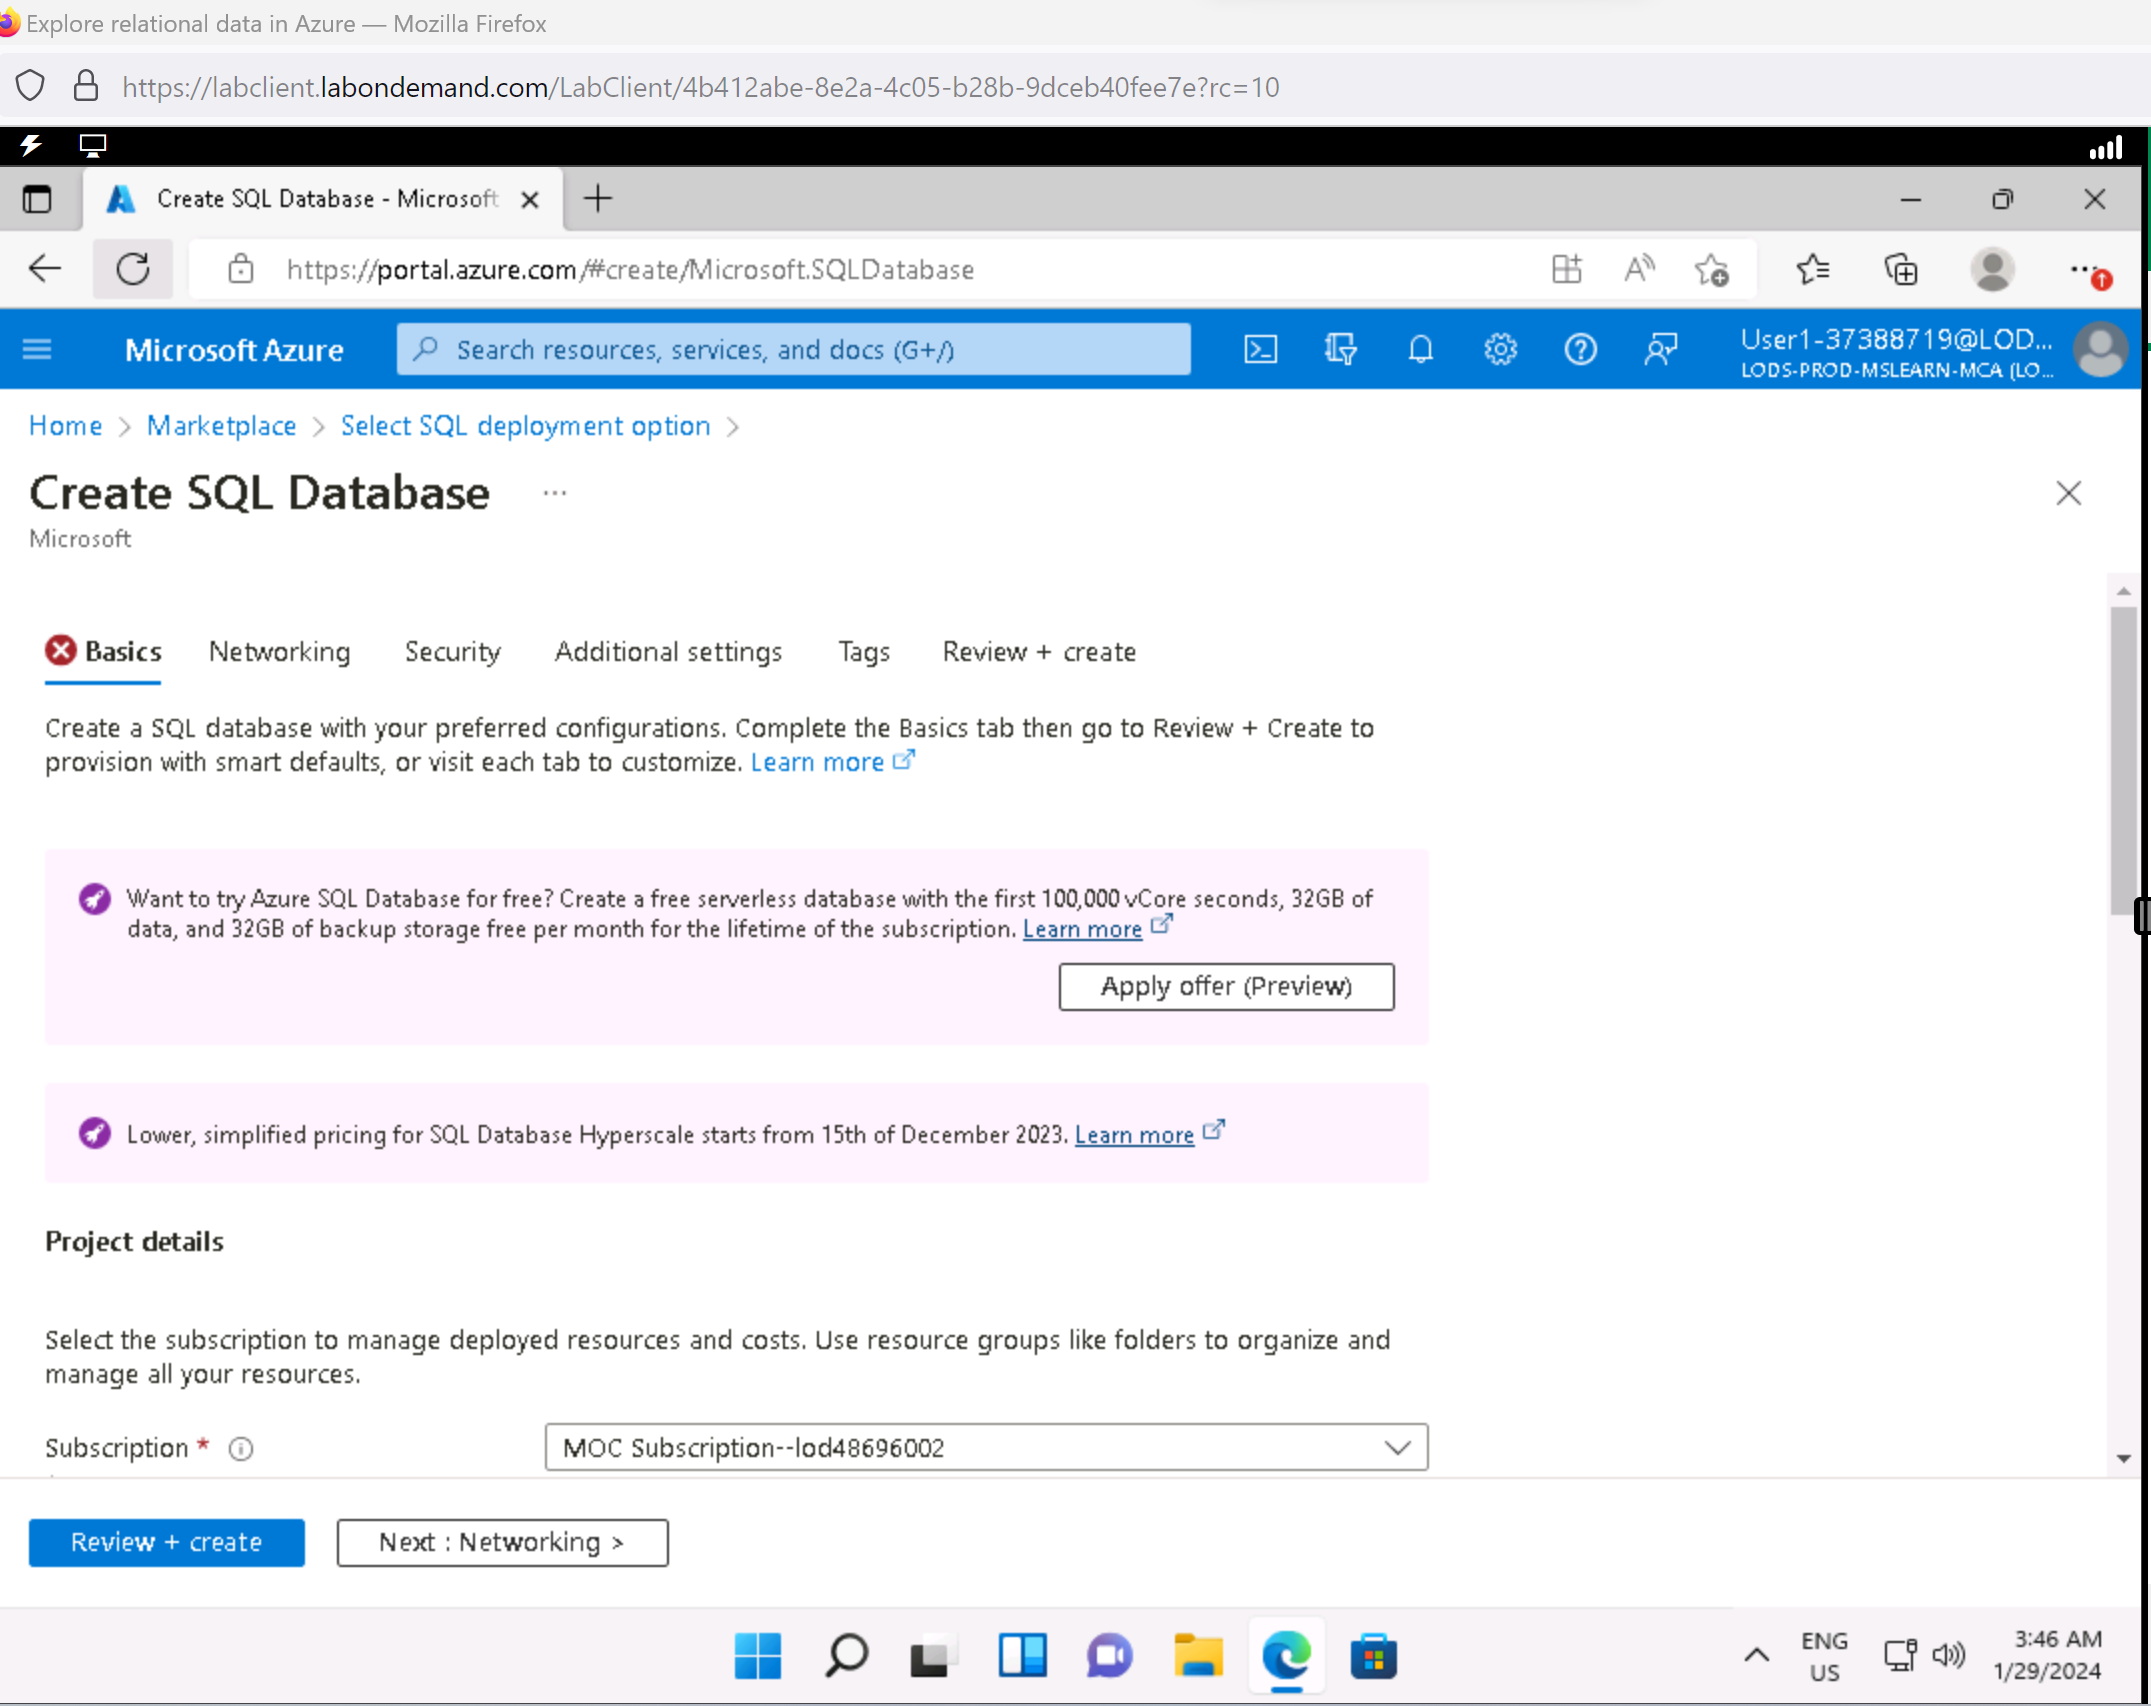 Explore relational data in Azure — Mozilla Firefox
https://labclient.labondemand.com/LabClient/4b412abe-8e2a-4c05-b28b-9dceb40fee7e?rc=10
Create SQL Database - Microsoft
https://portal.azure.com/#create/Microsoft.SQLDatabase
Microsoft Azure
Search resources, services, and docs (G+/)
User1-37388719@LOD...
LODS-PROD-MSLEARN-MCA (LO...
Home > Marketplace > Select SQL deployment option >
Create SQL Database ...
Microsoft
Basics Networking Security Additional settings Tags Review + create
Create a SQL database with your preferred configurations. Complete the Basics tab then go to Review + Create to
provision with smart defaults, or visit each tab to customize. Learn more
Want to try Azure SQL Database for free? Create a free serverless database with the first 100,000 vCore seconds, 32GB of
data, and 32GB of backup storage free per month for the lifetime of the subscription. Learn more
Apply offer (Preview)
Lower, simplified pricing for SQL Database Hyperscale starts from 15th of December 2023. Learn more
Project details
Select the subscription to manage deployed resources and costs. Use resource groups like folders to organize and
manage all your resources.
Subscription *
MOC Subscription--lod48696002
Review + create
Next : Networking >
ENG
US
3:46 AM
1/29/2024